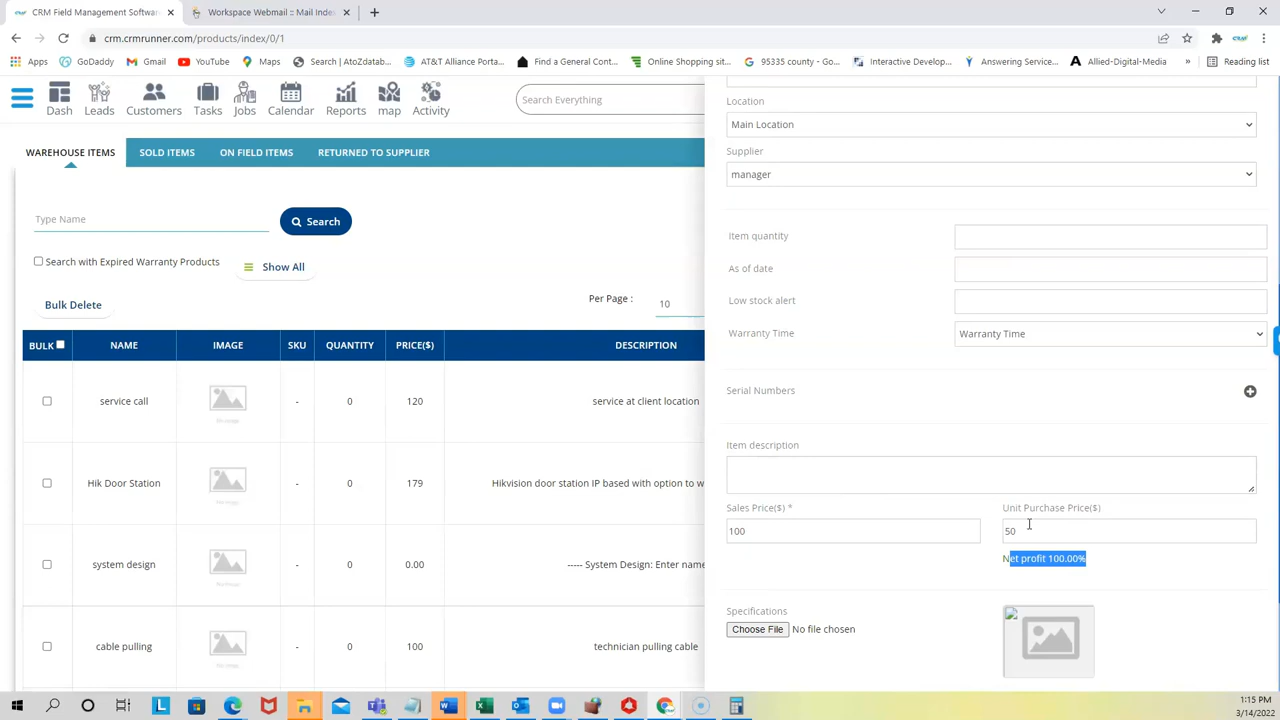 CRM Field Management Softwar
Workspace Webmail :: Mail Index
crm.crmrunner.com/products/index/0/1
Apps
GoDaddy
Gmail
YouTube
Maps
Search | AtoZdatab...
AT&T Alliance Porta...
Find a General Cont...
Online Shopping sit...
95335 county - Go...
Interactive Develop...
Answering Service...
Allied-Digital-Media
»
Reading list
Dash
Leads
Customers
Tasks
Jobs
Calendar
Reports
map
Activity
Search Everything
WAREHOUSE ITEMS
SOLD ITEMS
ON FIELD ITEMS
RETURNED TO SUPPLIER
Type Name
Search
Search with Expired Warranty Products
Show All
Bulk Delete
Per Page :
10
BULK NAME IMAGE SKU QUANTITY PRICE($) DESCRIPTION
service call - 0 120 service at client location
Hik Door Station - 0 179 Hikvision door station IP based with option to w
system design - 0 0.00 ----- System Design: Enter name
cable pulling - 0 100 technician pulling cable
Location
Main Location
Supplier
manager
Item quantity
As of date
Low stock alert
Warranty Time
Warranty Time
Serial Numbers
Item description
Sales Price($) *
Unit Purchase Price($)
100
50
Net profit 100.00%
Specifications
Choose File No file chosen
1:15 PM
3/14/2022